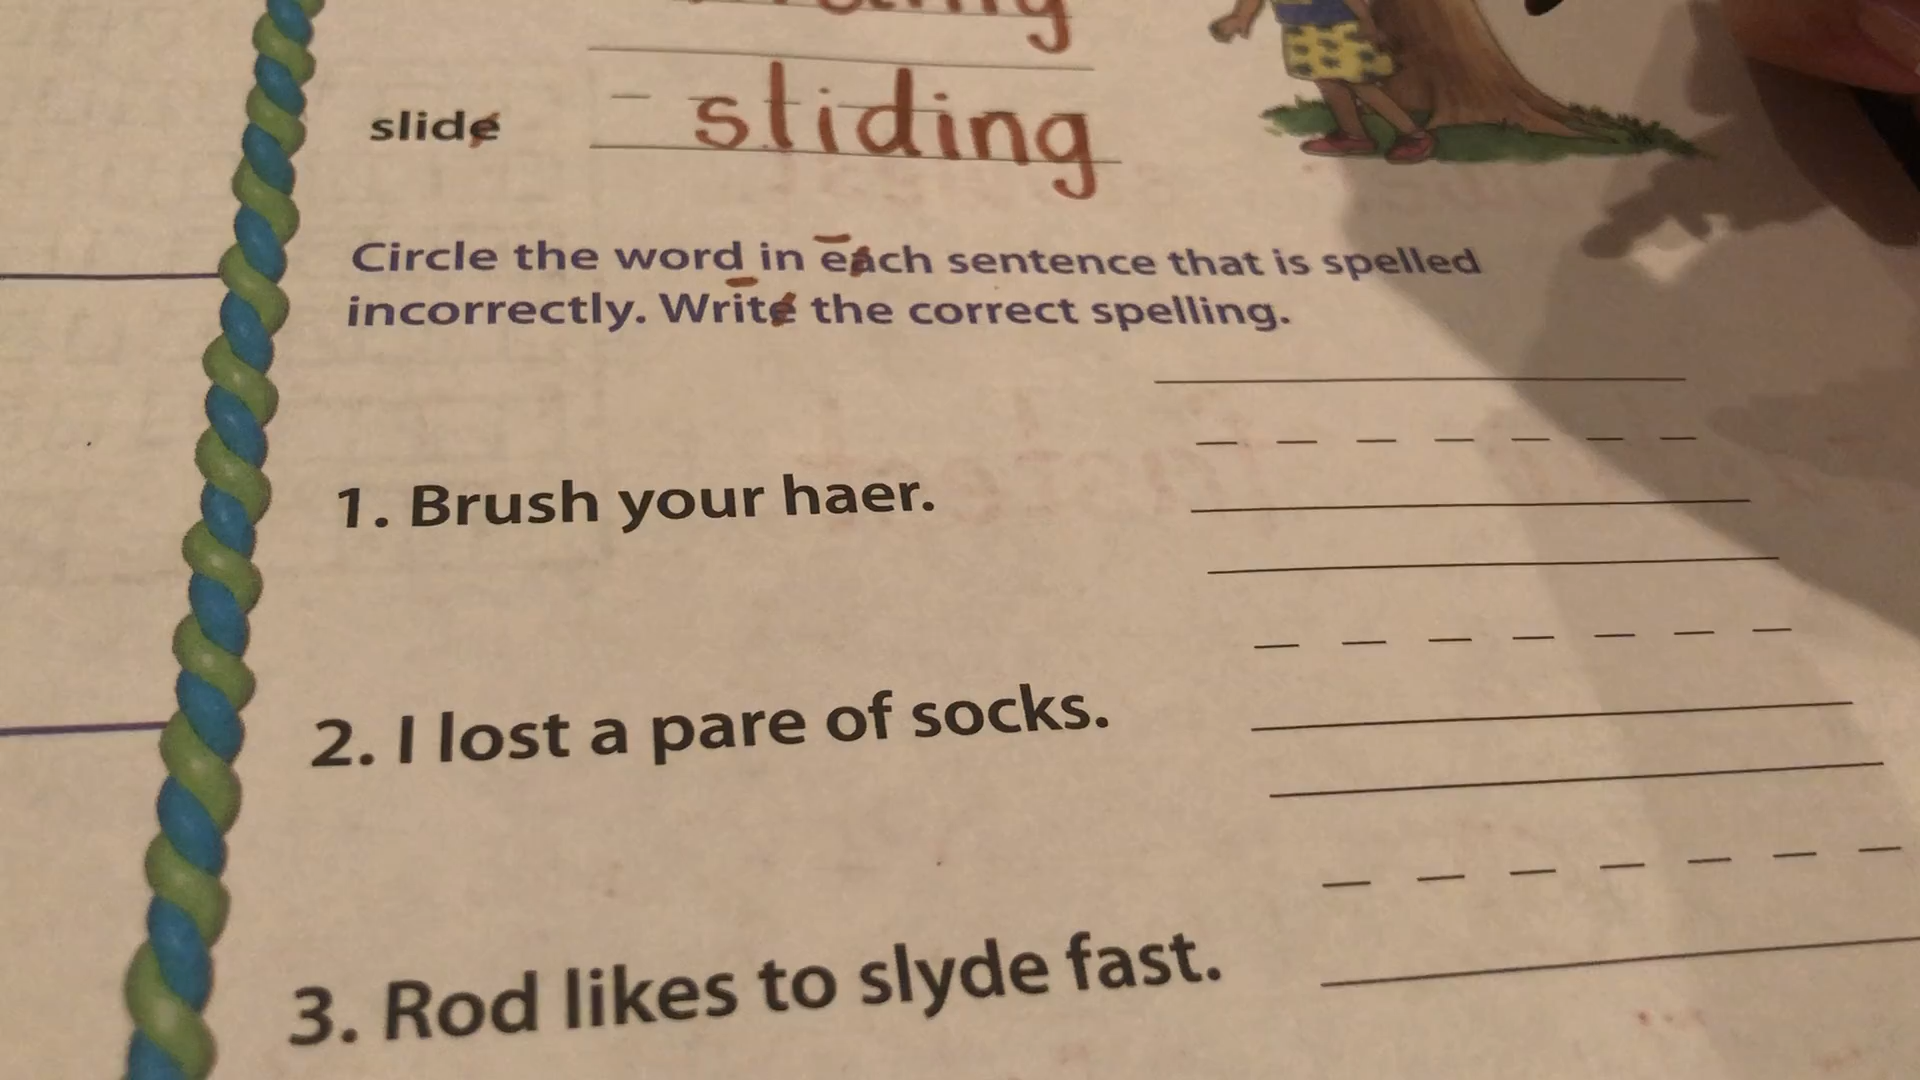 slide sliding
Circle the word in each sentence that is spelled
incorrectly. Write the correct spelling.
1. Brush your haer.
2. I lost a pare of socks.
3. Rod likes to slyde fast.